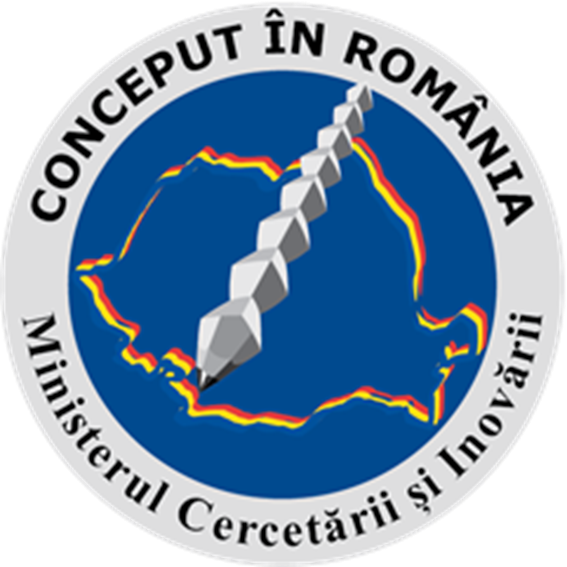 CONCEPUT ÎN ROMÂNIA
Ministerul Cercetării și Inovării